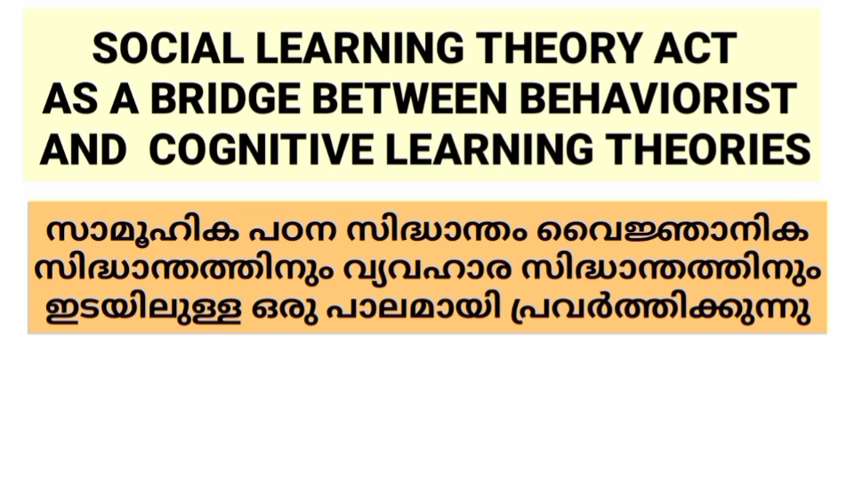 SOCIAL LEARNING THEORY ACT
AS A BRIDGE BETWEEN BEHAVIORIST
AND COGNITIVE LEARNING THEORIES
സാമൂഹിക പഠന സിദ്ധാന്തം വൈജ്ഞാനിക
സിദ്ധാന്തത്തിനും വ്യവഹാര സിദ്ധാന്തത്തിനും
ഇടയിലുള്ള ഒരു പാലമായി പ്രവർത്തിക്കുന്നു